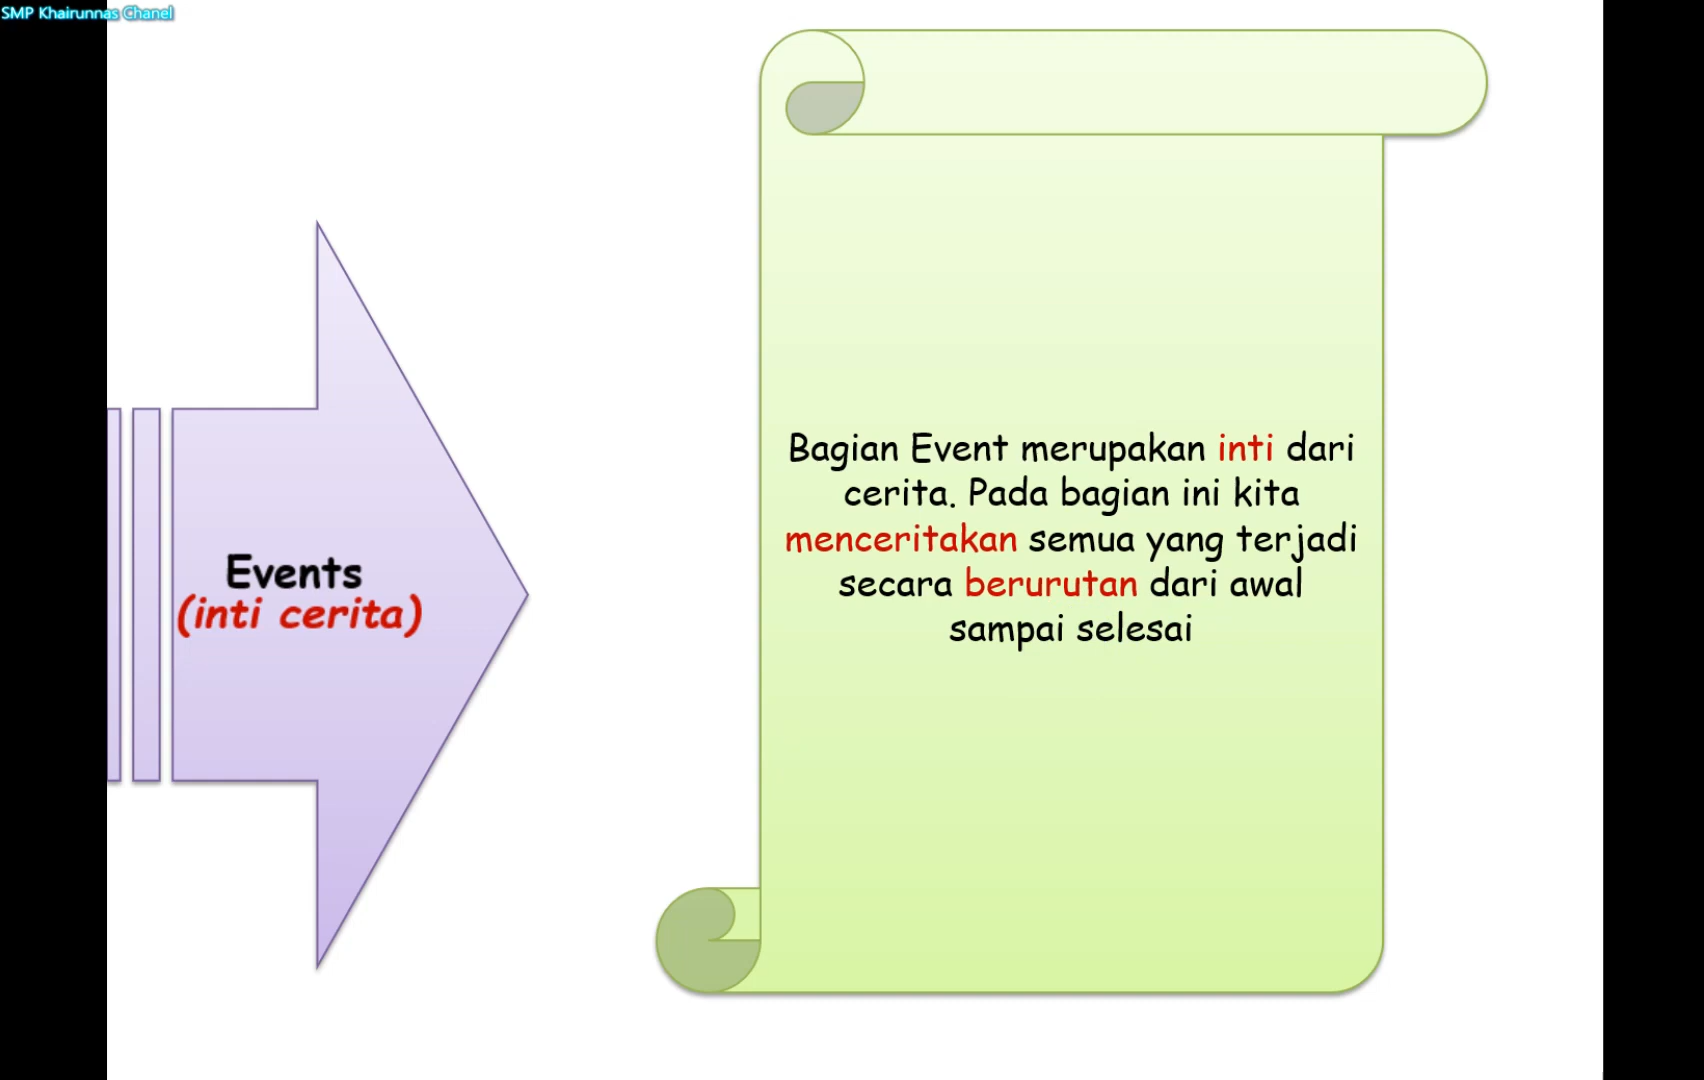 SMP Khairunnas Chanel
Events
(inti cerita)
Bagian Event merupakan inti dari
cerita. Pada bagian ini kita
menceritakan semua yang terjadi
secara berurutan dari awal
sampai selesai